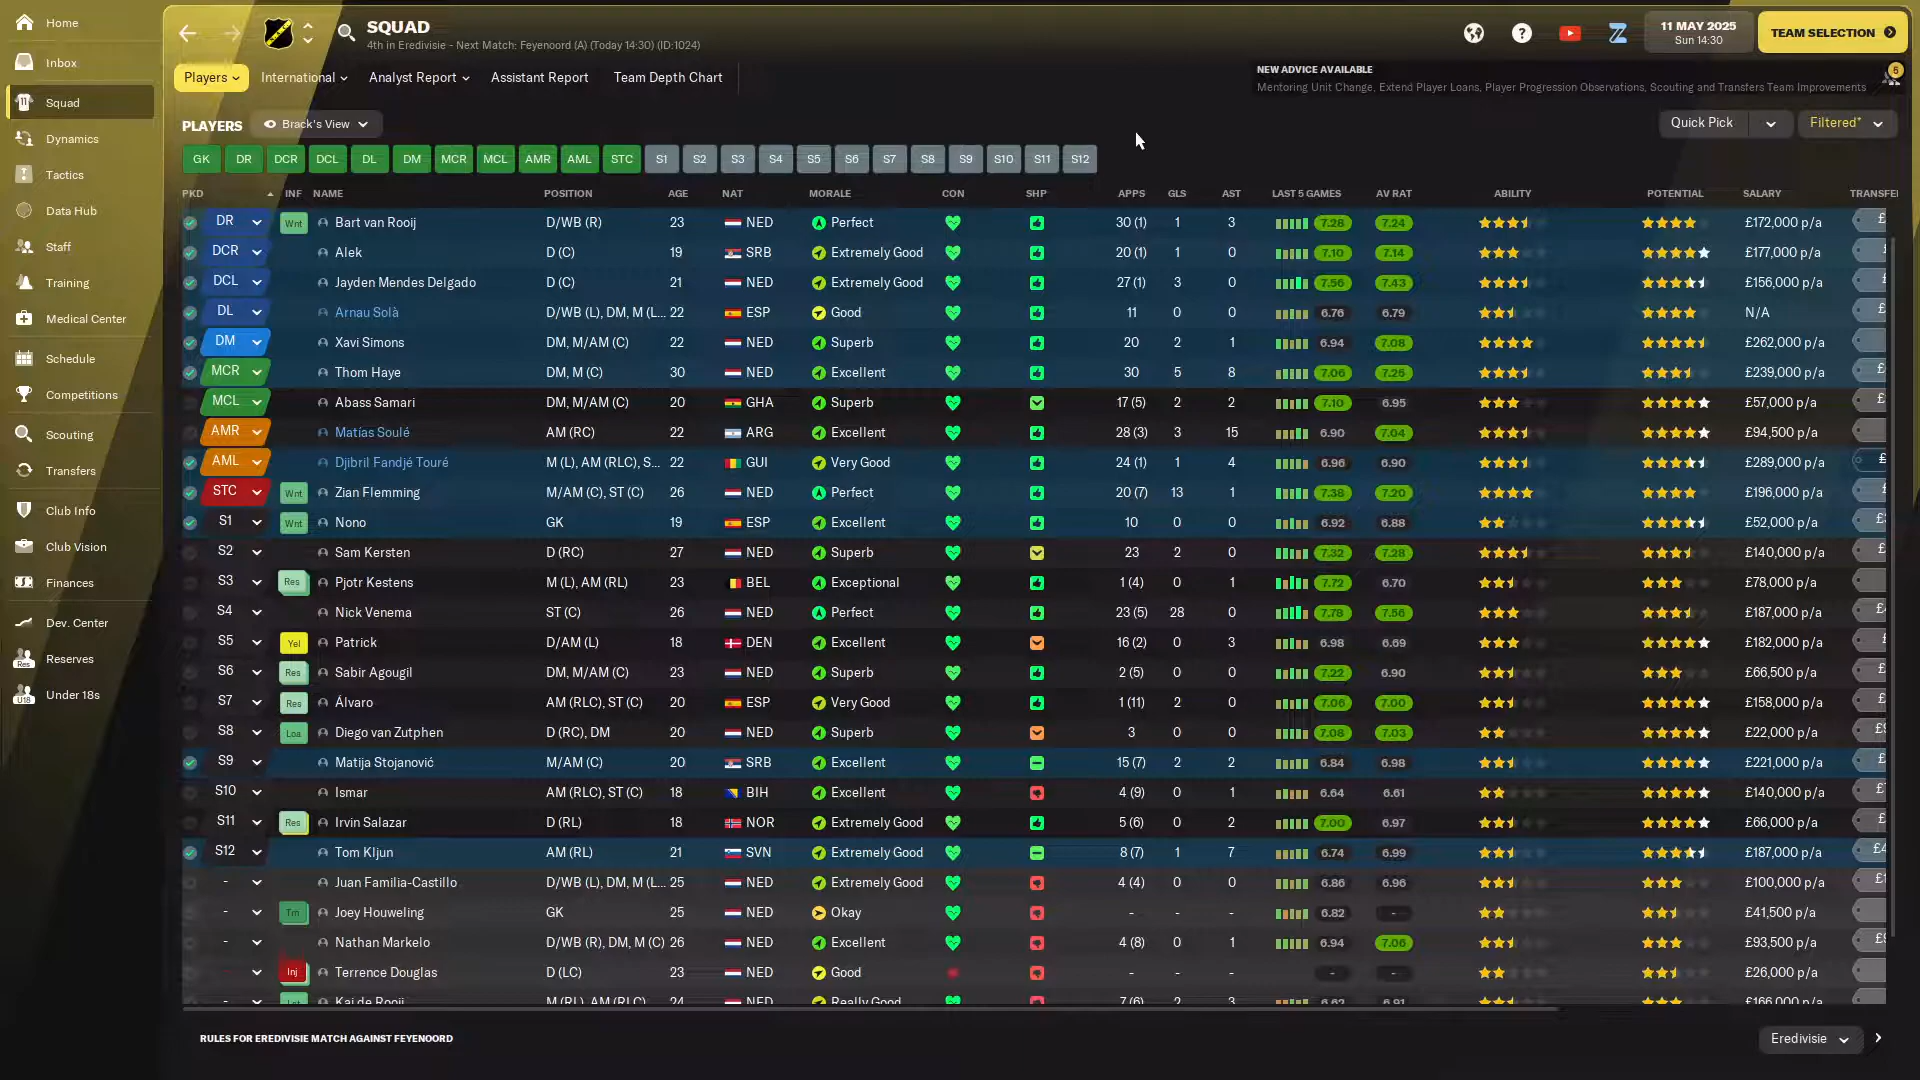 Home
Inbox
Squad
Dynamics
Tactics
Data Hub
Staff
Training
Medical Center
Schedule
Competitions
Scouting
Transfers
Club Info
Club Vision
Finances
Dev. Center
Res Reserves
U18 Under 18s
SQUAD
4th in Eredivisie - Next Match: Feyenoord (A) (Today 14:30) (ID:1024)
11 MAY 2025
Sun 14:30
TEAM SELECTION
Players International Analyst Report Assistant Report Team Depth Chart
NEW ADVICE AVAILABLE
Mentoring Unit Change, Extend Player Loans, Player Progression Observations, Scouting and Transfers Team Improvements
PLAYERS Brack's View Quick Pick Filtered*
GK DR DCR DCL DL DM MCR MCL AMR AML STC S1 S2 S3 S4 S5 S6 S7 S8 S9 S10 S11 S12
PKD INF NAME POSITION AGE NAT MORALE CON SHP APPS GLS AST LAST 5 GAMES AV RAT ABILITY POTENTIAL SALARY TRANSFE
DR Wnt Bart van Rooij D/WB (R) 23 NED Perfect 30 (1) 1 3 7.28 7.24 £172,000 p/a £
DCR Alek D (C) 19 SRB Extremely Good 20 (1) 1 0 7.10 7.14 £177,000 p/a £
DCL Jayden Mendes Delgado D (C) 21 NED Extremely Good 27 (1) 3 0 7.56 7.43 £156,000 p/a £
DL Arnau Solà D/WB (L), DM, M (L... 22 ESP Good 11 0 0 6.76 6.79 N/A £
DM Xavi Simons DM, M/AM (C) 22 NED Superb 20 2 1 6.94 7.08 £262,000 p/a
MCR Thom Haye DM, M (C) 30 NED Excellent 30 5 8 7.06 7.25 £239,000 p/a £
MCL Abass Samari DM, M/AM (C) 20 GHA Superb 17 (5) 2 2 7.10 6.95 £57,000 p/a £
AMR Matías Soulé AM (RC) 22 ARG Excellent 28 (3) 3 15 6.90 7.04 £94,500 p/a
AML Djibril Fandjé Touré M (L), AM (RLC), S... 22 GUI Very Good 24 (1) 1 4 6.96 6.90 £289,000 p/a £
STC Wnt Zian Flemming M/AM (C), ST (C) 26 NED Perfect 20 (7) 13 1 7.38 7.20 £196,000 p/a £
S1 Wnt Nono GK 19 ESP Excellent 10 0 0 6.92 6.88 £52,000 p/a £
S2 Sam Kersten D (RC) 27 NED Superb 23 2 0 7.32 7.28 £140,000 p/a £
S3 Res Pjotr Kestens M (L), AM (RL) 23 BEL Exceptional 1 (4) 0 1 7.72 6.70 £78,000 p/a
S4 Nick Venema ST (C) 26 NED Perfect 23 (5) 28 0 7.78 7.56 £187,000 p/a £
S5 Yel Patrick D/AM (L) 18 DEN Excellent 16 (2) 0 3 6.98 6.69 £182,000 p/a £
S6 Res Sabir Agougil DM, M/AM (C) 23 NED Superb 2 (5) 0 0 7.22 6.90 £66,500 p/a £
S7 Res Álvaro AM (RLC), ST (C) 20 ESP Very Good 1 (11) 2 0 7.06 7.00 £158,000 p/a £
S8 Loa Diego van Zutphen D (RC), DM 20 NED Superb 3 0 0 7.08 7.03 £22,000 p/a £
S9 Matija Stojanović M/AM (C) 20 SRB Excellent 15 (7) 2 2 6.84 6.98 £221,000 p/a £
S10 Ismar AM (RLC), ST (C) 18 BIH Excellent 4 (9) 0 1 6.64 6.61 £140,000 p/a £
S11 Res Irvin Salazar D (RL) 18 NOR Extremely Good 5 (6) 0 2 7.00 6.97 £66,000 p/a £
S12 Tom Kljun AM (RL) 21 SVN Extremely Good 8 (7) 1 7 6.74 6.99 £187,000 p/a £4
- Juan Familia-Castillo D/WB (L), DM, M (L... 25 NED Extremely Good 4 (4) 0 0 6.86 6.96 £100,000 p/a £
- Trn Joey Houweling GK 25 NED Okay - - - 6.82 - £41,500 p/a
- Nathan Markelo D/WB (R), DM, M (C) 26 NED Excellent 4 (8) 0 1 6.94 7.06 £93,500 p/a £
Inj Terrence Douglas D (LC) 23 NED Good - - - - - £26,000 p/a
- Kai de Rooij M (RL), AM (RLC) 24 NED Really Good 7 (6) 2 3 6.62 6.91 £166,000 p/a £
RULES FOR EREDIVISIE MATCH AGAINST FEYENOORD
Eredivisie